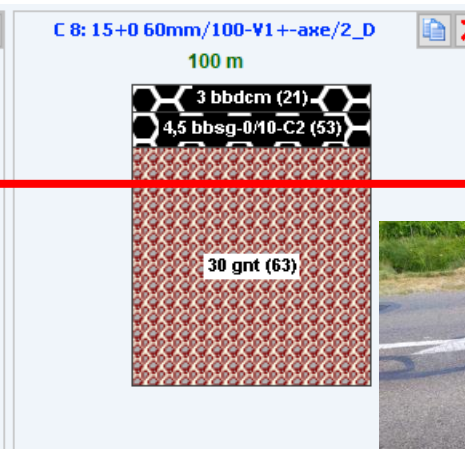 C 8: 15+0 60mm/100-V1+-axe/2_D
100 m
3 bbdcm (21)
4,5 bbsg-0/10-C2 (53)
30 gnt (63)